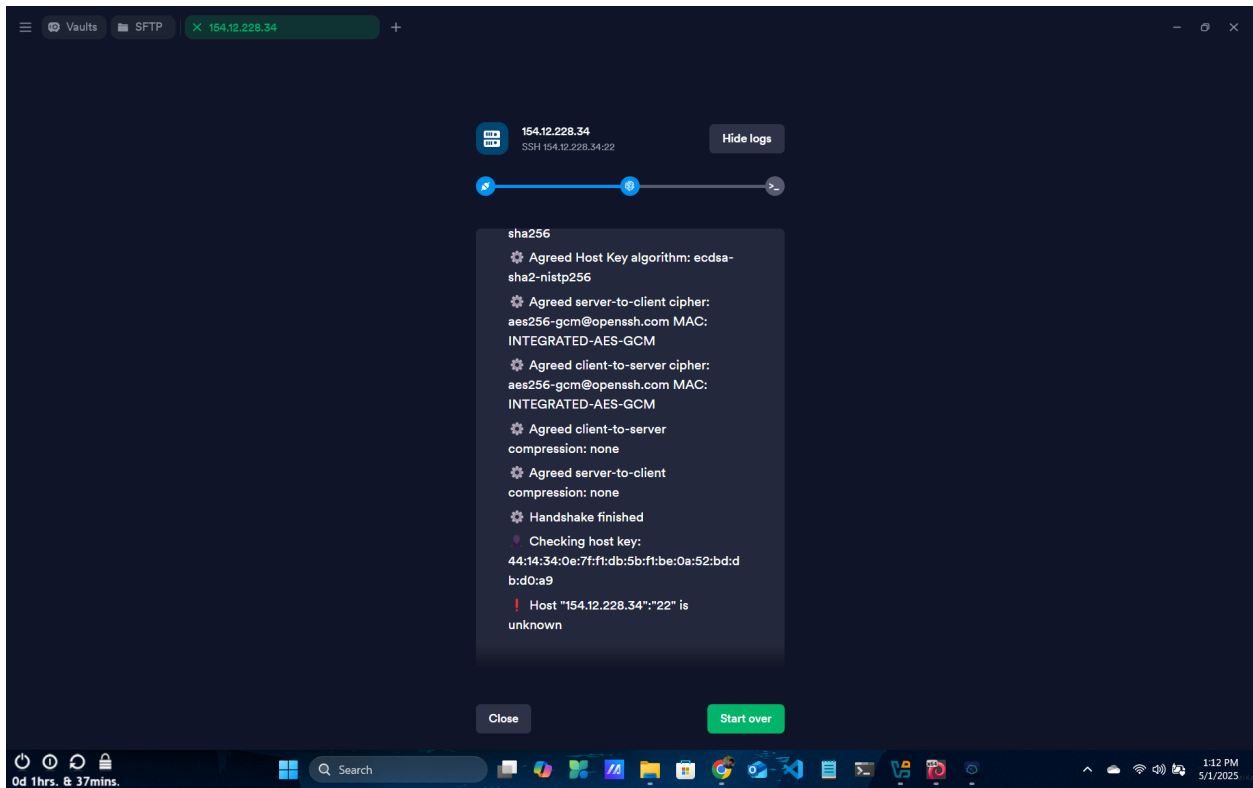 Vaults
SFTP
154.12.228.34
154.12.228.34
SSH 154.12.228.34:22
Hide logs
sha256
Agreed Host Key algorithm: ecdsa-
sha2-nistp256
Agreed server-to-client cipher:
aes256-gcm@openssh.com MAC:
INTEGRATED-AES-GCM
Agreed client-to-server cipher:
aes256-gcm@openssh.com MAC:
INTEGRATED-AES-GCM
Agreed client-to-server
compression: none
Agreed server-to-client
compression: none
Handshake finished
Checking host key:
44:14:34:0e:7f:f1:db:5b:f1:be:0a:52:bd:d
b:d0:a9
Host "154.12.228.34":"22" is
unknown
Close
Start over
0d 1hrs. & 37mins.
Search
1:12 PM
5/1/2025